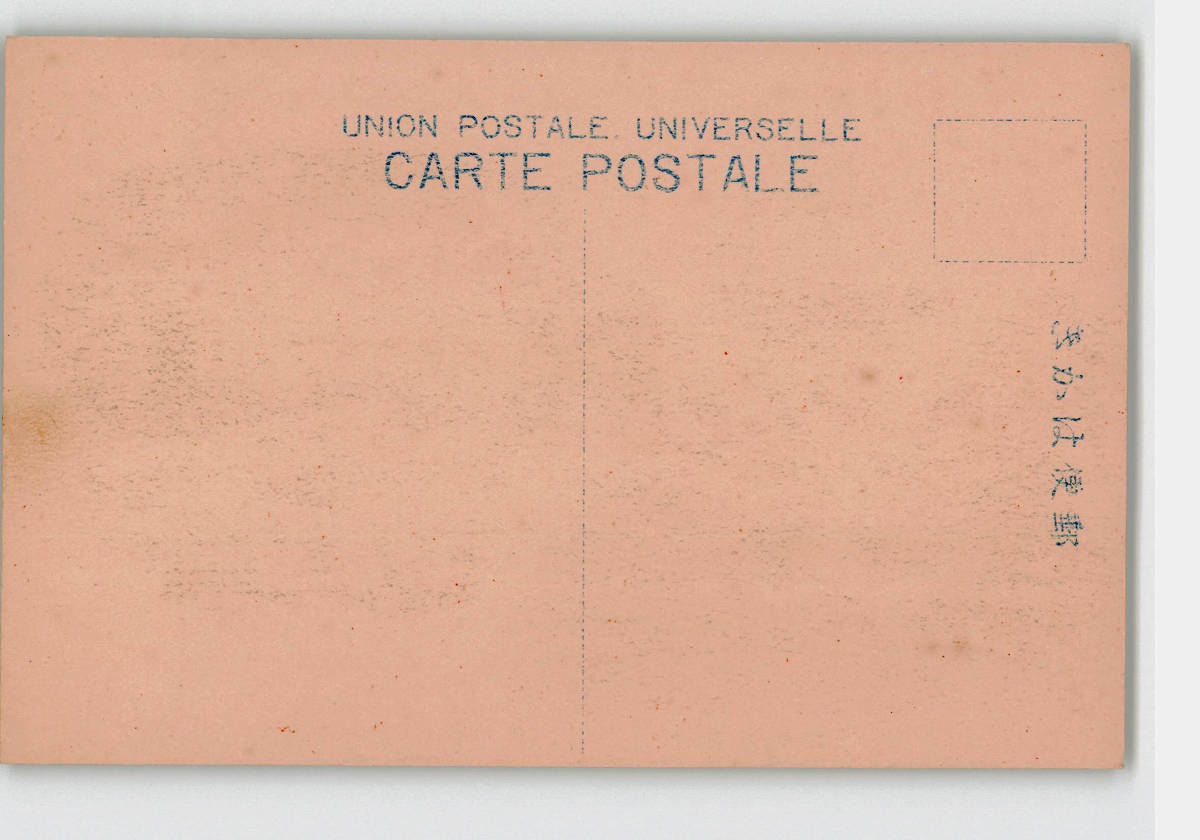 UNION POSTALE. UNIVERSELLE
CARTE POSTALE
きかは便郵